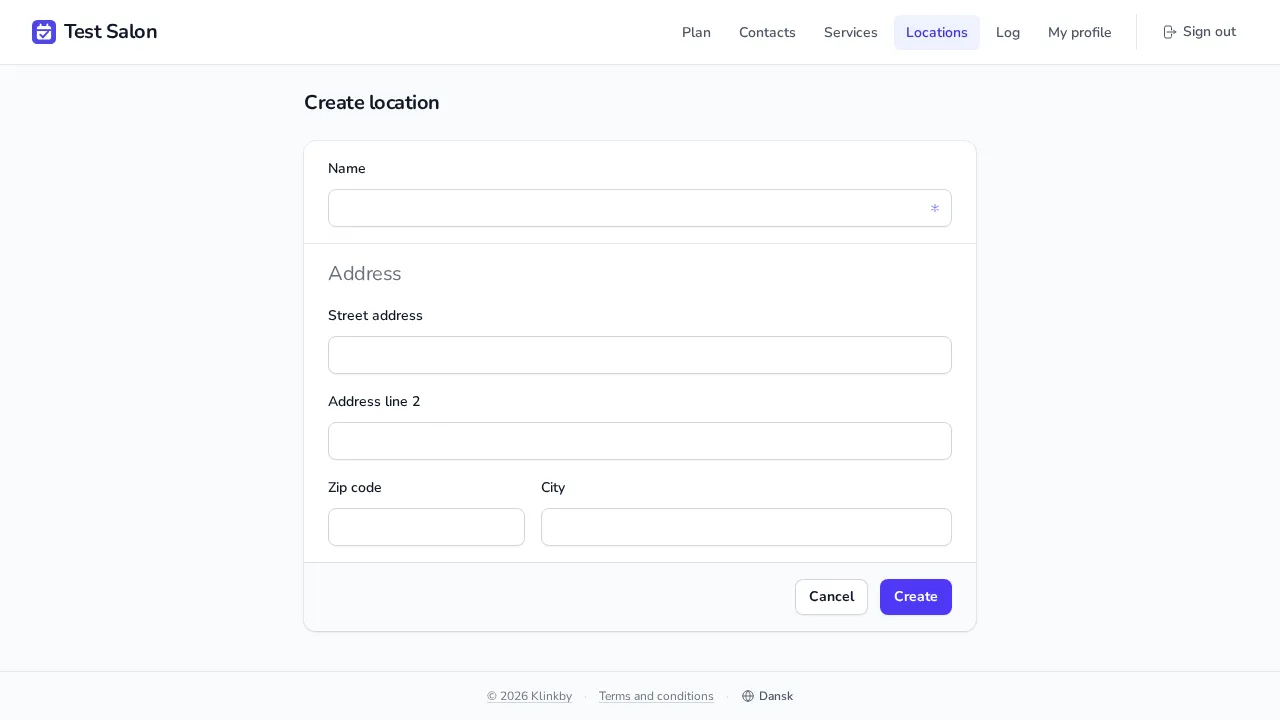 Test Salon
Plan Contacts Services Locations Log My profile Sign out
Create location
Name
*
Address
Street address
Address line 2
Zip code City
Cancel Create
© 2026 Klinkby · Terms and conditions · Dansk